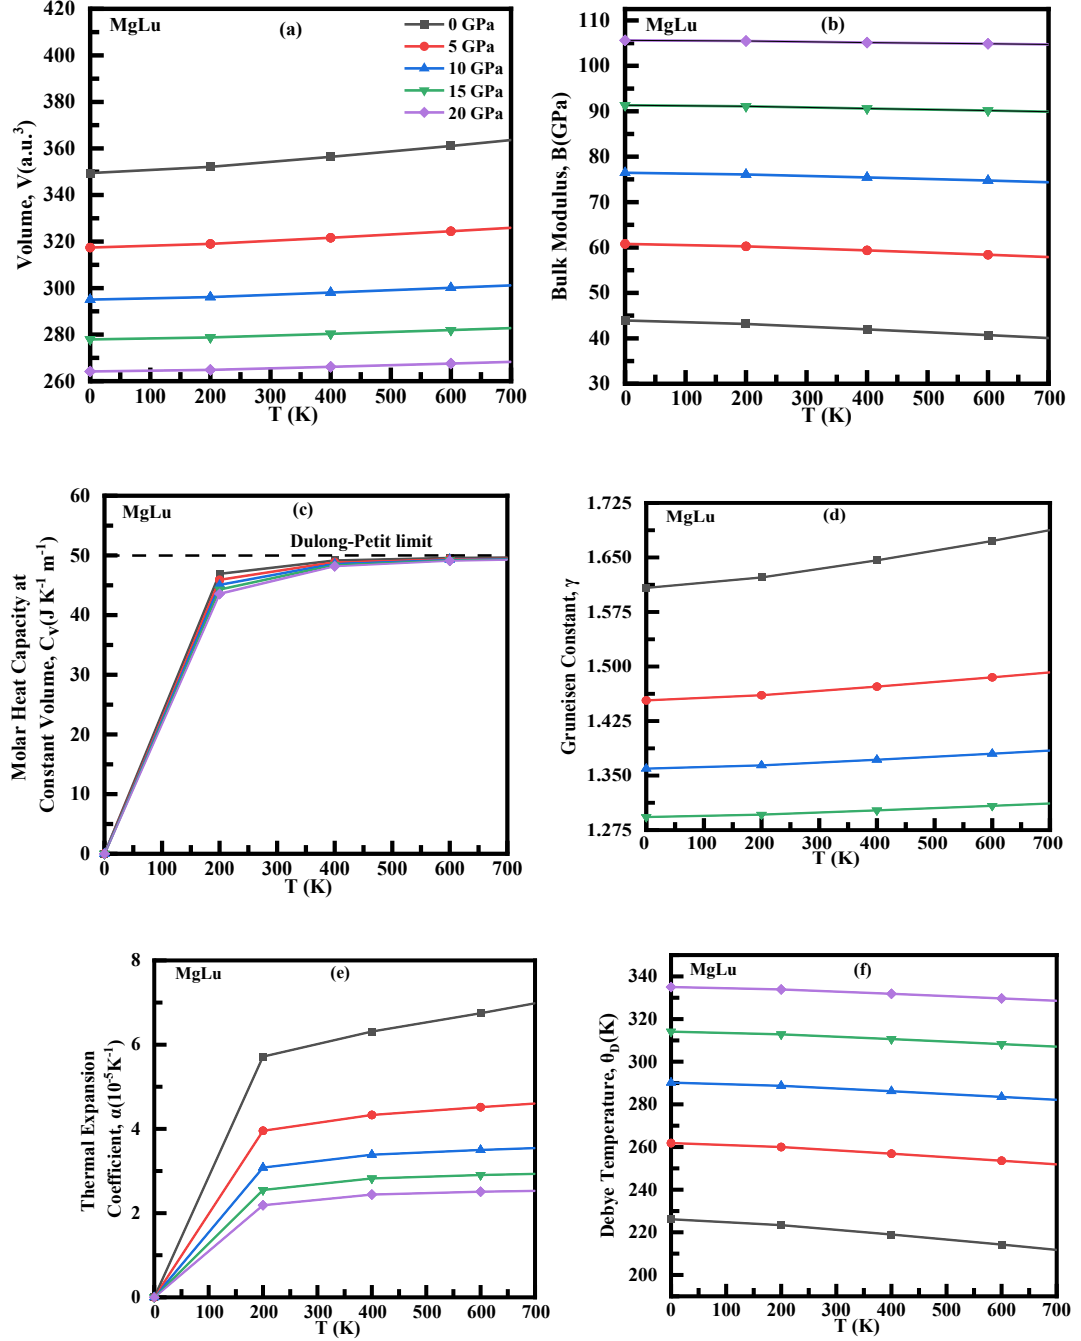 MgLu
(a)
0 GPa
5 GPa
10 GPa
15 GPa
20 GPa
420
400
380
360
340
320
300
280
260
Volume, V(a.u.³)
0 100 200 300 400 500 600 700
T (K)
MgLu
(b)
110
105
90
75
60
45
30
Bulk Modulus, B(GPa)
0 100 200 300 400 500 600 700
T (K)
MgLu
(c)
Dulong-Petit limit
60
50
40
30
20
10
0
Molar Heat Capacity at
Constant Volume, Cᵥ(J K⁻¹ m⁻¹)
0 100 200 300 400 500 600 700
T (K)
MgLu
(d)
1.725
1.650
1.575
1.500
1.425
1.350
1.275
Gruneisen Constant, γ
0 100 200 300 400 500 600 700
T (K)
MgLu
(e)
8
6
4
2
0
Thermal Expansion
Coefficient, α(10⁻⁵K⁻¹)
0 100 200 300 400 500 600 700
T (K)
MgLu
(f)
340
320
300
280
260
240
220
200
Debye Temperature, θ_D(K)
0 100 200 300 400 500 600 700
T (K)